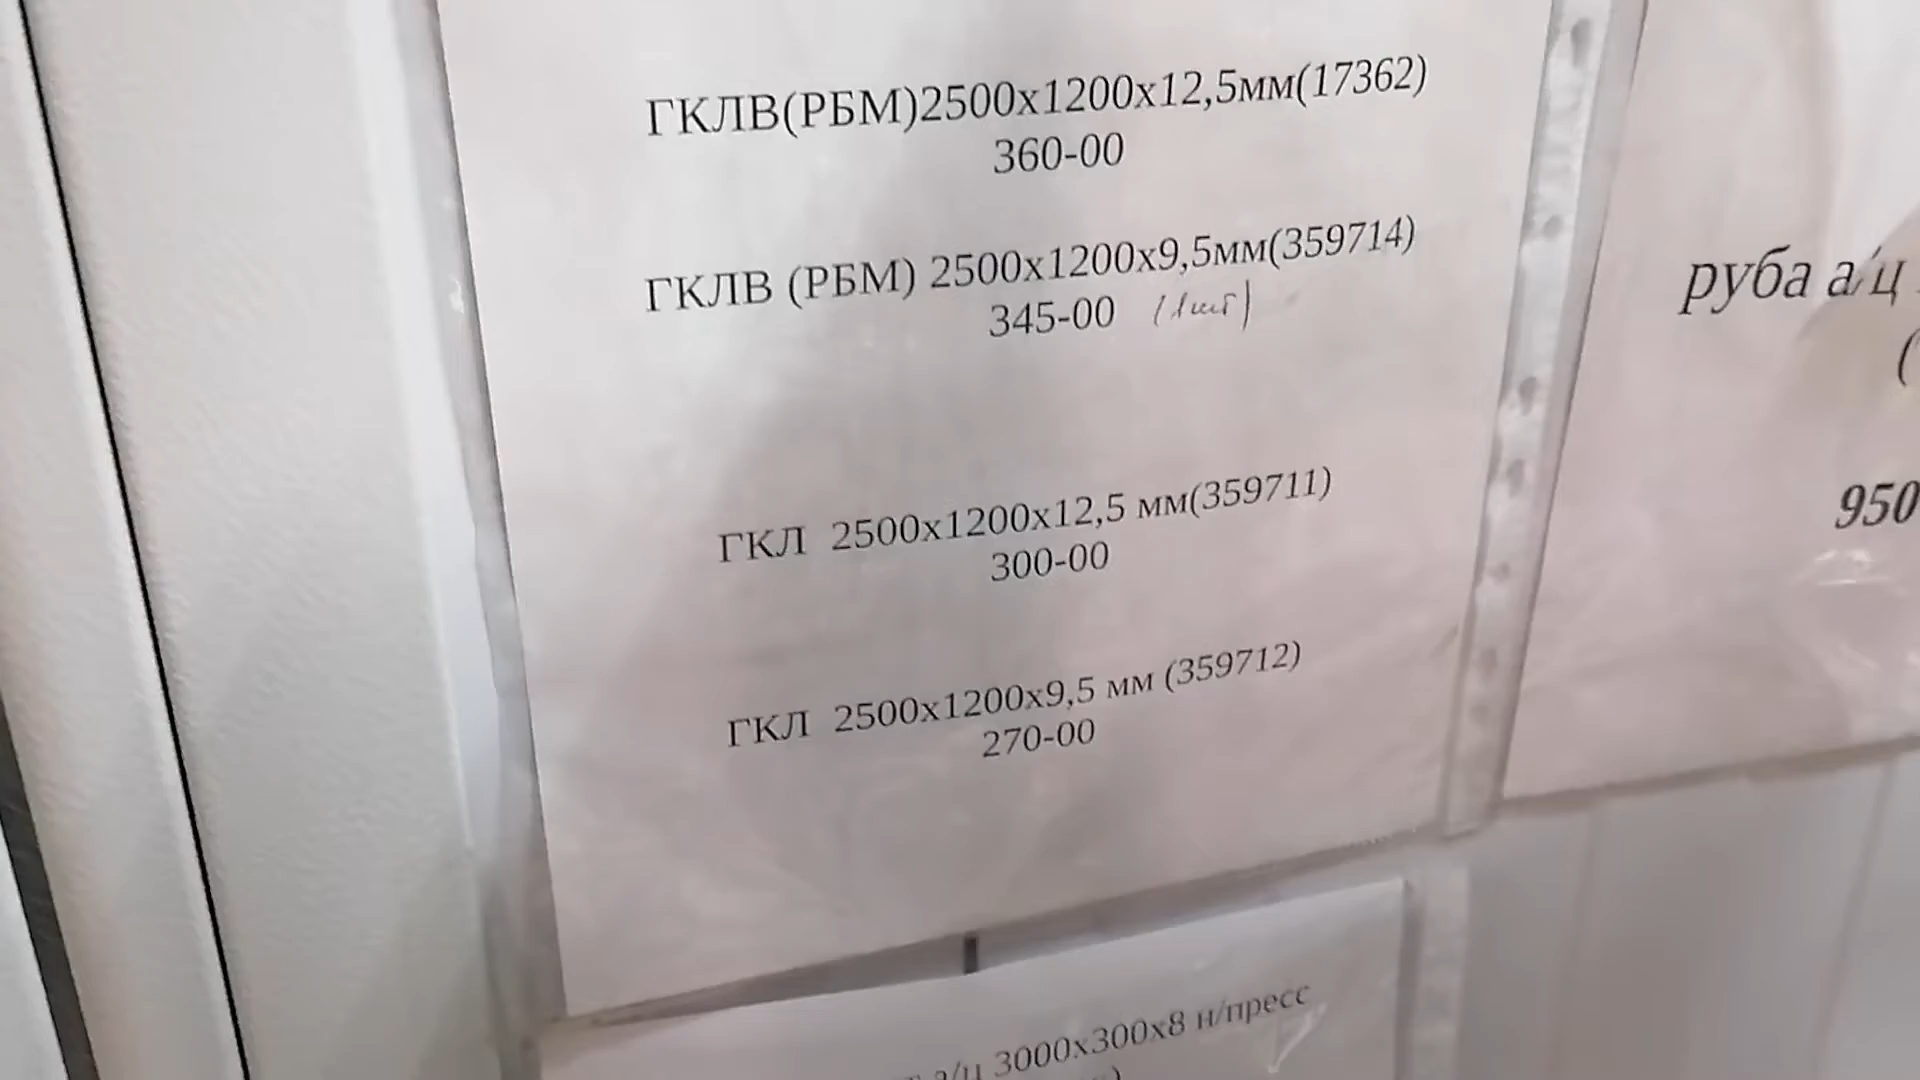 ГКЛВ(РБМ)2500х1200х12,5мм(17362)
360-00
ГКЛВ (РБМ) 2500х1200х9,5мм(359714)
345-00 (1шт)
ГКЛ 2500х1200х12,5 мм(359711)
300-00
ГКЛ 2500х1200х9,5 мм (359712)
270-00
руба а/ц
(
950
а/ц 3000х300х8 н/пресс